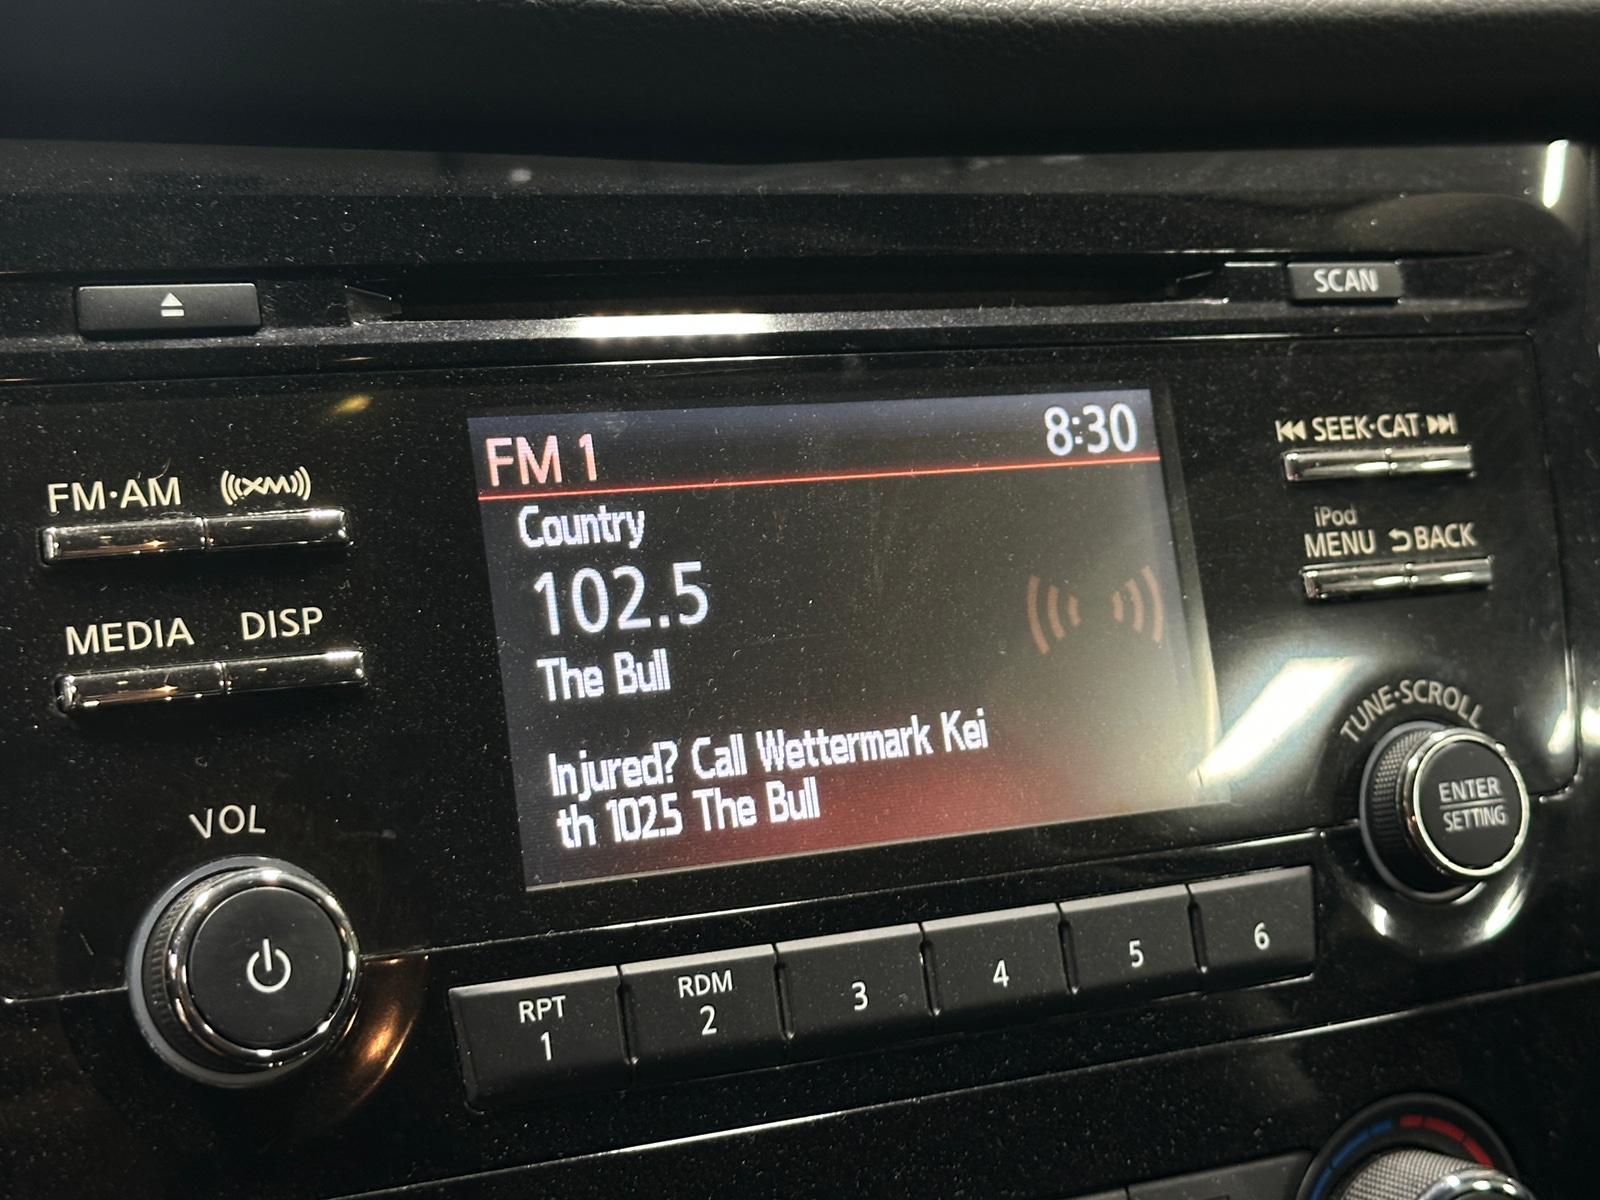 SCAN
FM 1 8:30
SEEK·CAT
FM·AM XM
Country
iPod
MENU BACK
102.5
MEDIA DISP
The Bull
TUNE·SCROLL
Injured? Call Wettermark Kei
th 102.5 The Bull
ENTER
SETTING
VOL
RPT
1
RDM
2
3
4
5
6